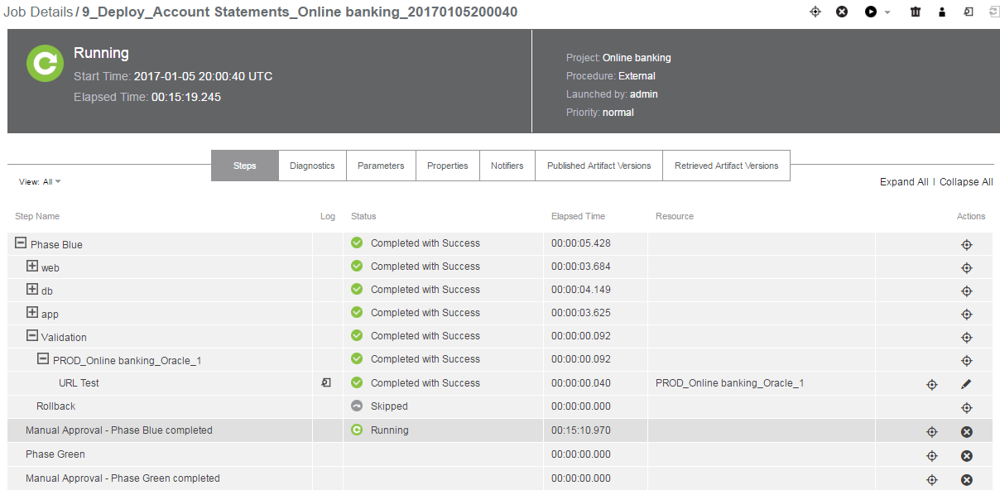 Job Details / 9_Deploy_Account Statements_Online banking_20170105200040
Running
Start Time: 2017-01-05 20:00:40 UTC
Elapsed Time: 00:15:19.245
Project: Online banking
Procedure: External
Launched by: admin
Priority: normal
Steps Diagnostics Parameters Properties Notifiers Published Artifact Versions Retrieved Artifact Versions
View: All
Expand All | Collapse All
Step Name Log Status Elapsed Time Resource Actions
Phase Blue Completed with Success 00:00:05.428
web Completed with Success 00:00:03.684
db Completed with Success 00:00:04.149
app Completed with Success 00:00:03.625
Validation Completed with Success 00:00:00.092
PROD_Online banking_Oracle_1 Completed with Success 00:00:00.092
URL Test Completed with Success 00:00:00.040 PROD_Online banking_Oracle_1
Rollback Skipped 00:00:00.000
Manual Approval - Phase Blue completed Running 00:15:10.970
Phase Green 00:00:00.000
Manual Approval - Phase Green completed 00:00:00.000